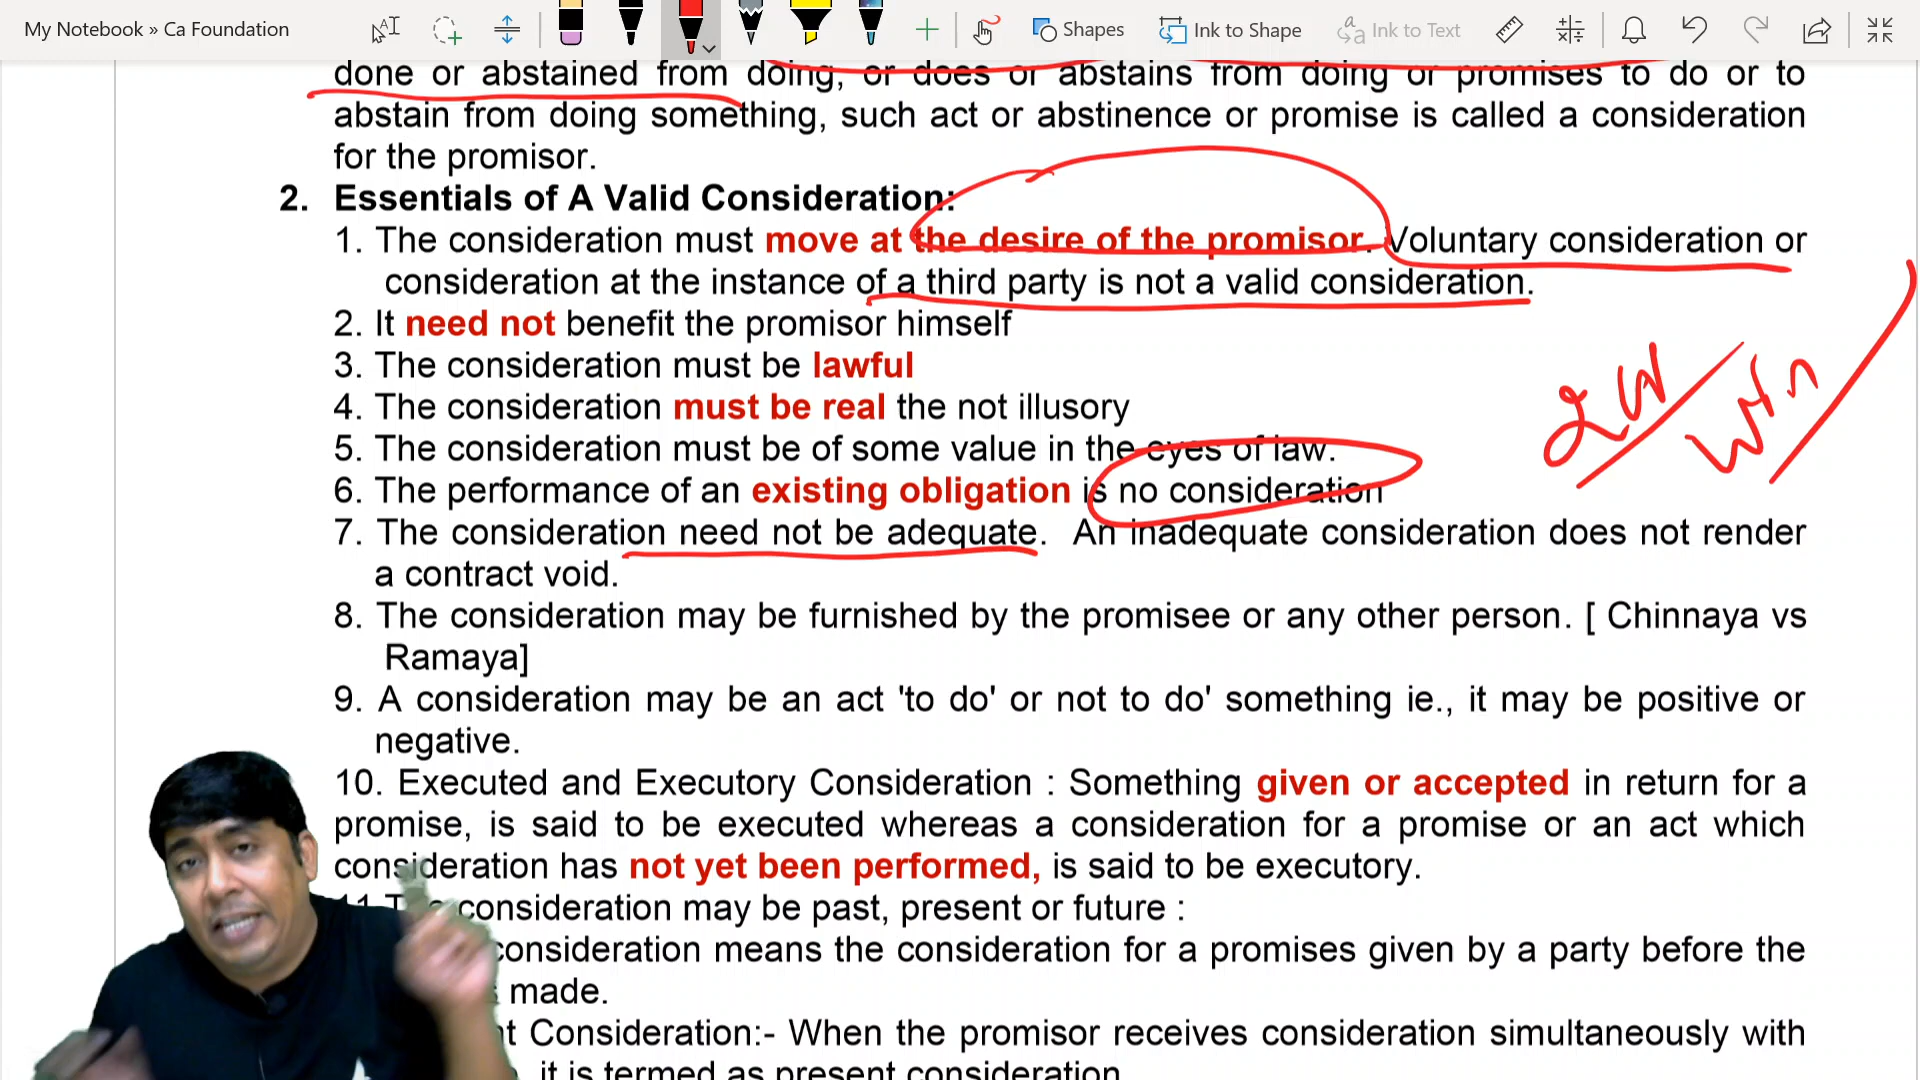 My Notebook » Ca Foundation
Shapes
Ink to Shape
Ink to Text
done or abstained from doing, or does or abstains from doing or promises to do or to
abstain from doing something, such act or abstinence or promise is called a consideration
for the promisor.
2. Essentials of A Valid Consideration:
1. The consideration must move at the desire of the promisor. Voluntary consideration or
consideration at the instance of a third party is not a valid consideration.
2. It need not benefit the promisor himself
3. The consideration must be lawful
4. The consideration must be real the not illusory
5. The consideration must be of some value in the eyes of law.
6. The performance of an existing obligation is no consideration
7. The consideration need not be adequate. An inadequate consideration does not render
a contract void.
8. The consideration may be furnished by the promisee or any other person. [ Chinnaya vs
Ramaya]
9. A consideration may be an act 'to do' or not to do' something ie., it may be positive or
negative.
10. Executed and Executory Consideration : Something given or accepted in return for a
promise, is said to be executed whereas a consideration for a promise or an act which
consideration has not yet been performed, is said to be executory.
consideration may be past, present or future :
consideration means the consideration for a promises given by a party before the
made.
Consideration:- When the promisor receives consideration simultaneously with
it is termed as present consideration